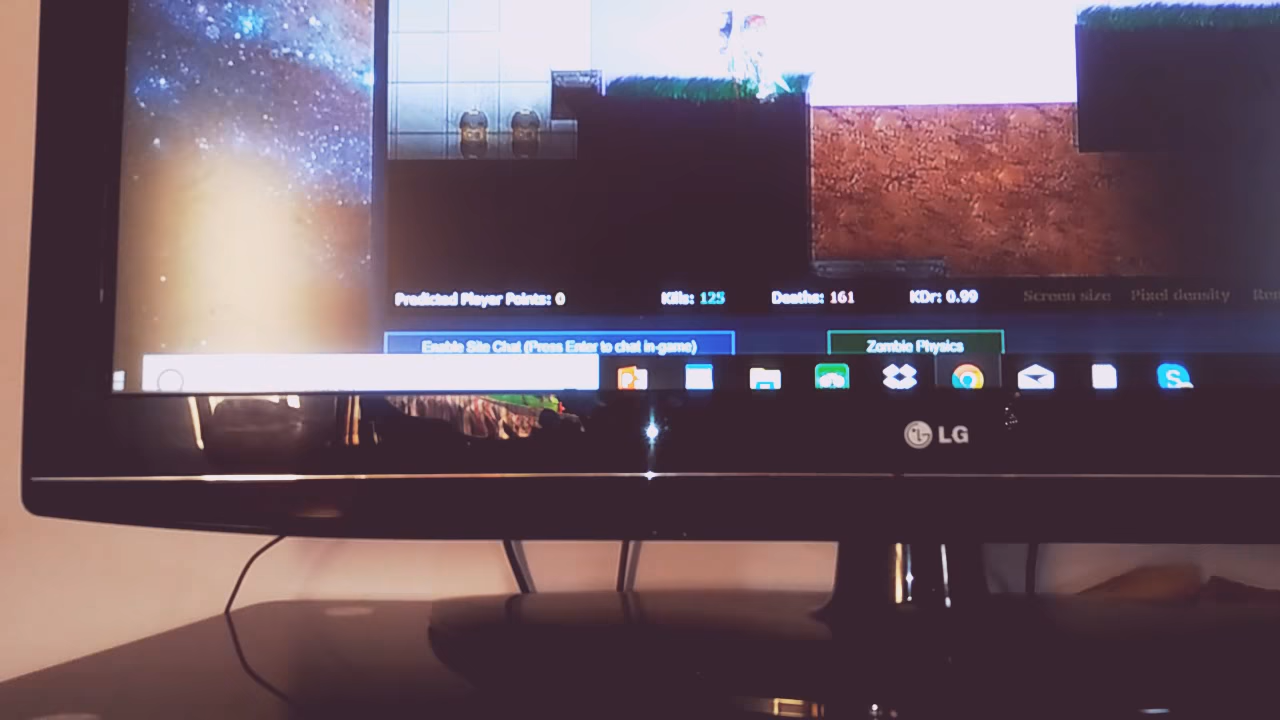 Predicted Player Points: 0 Kills: 125 Deaths: 161 KDr: 0.99 Screen size Pixel density
Enable Site Chat (Press Enter to chat in-game) Zombie Physics
LG